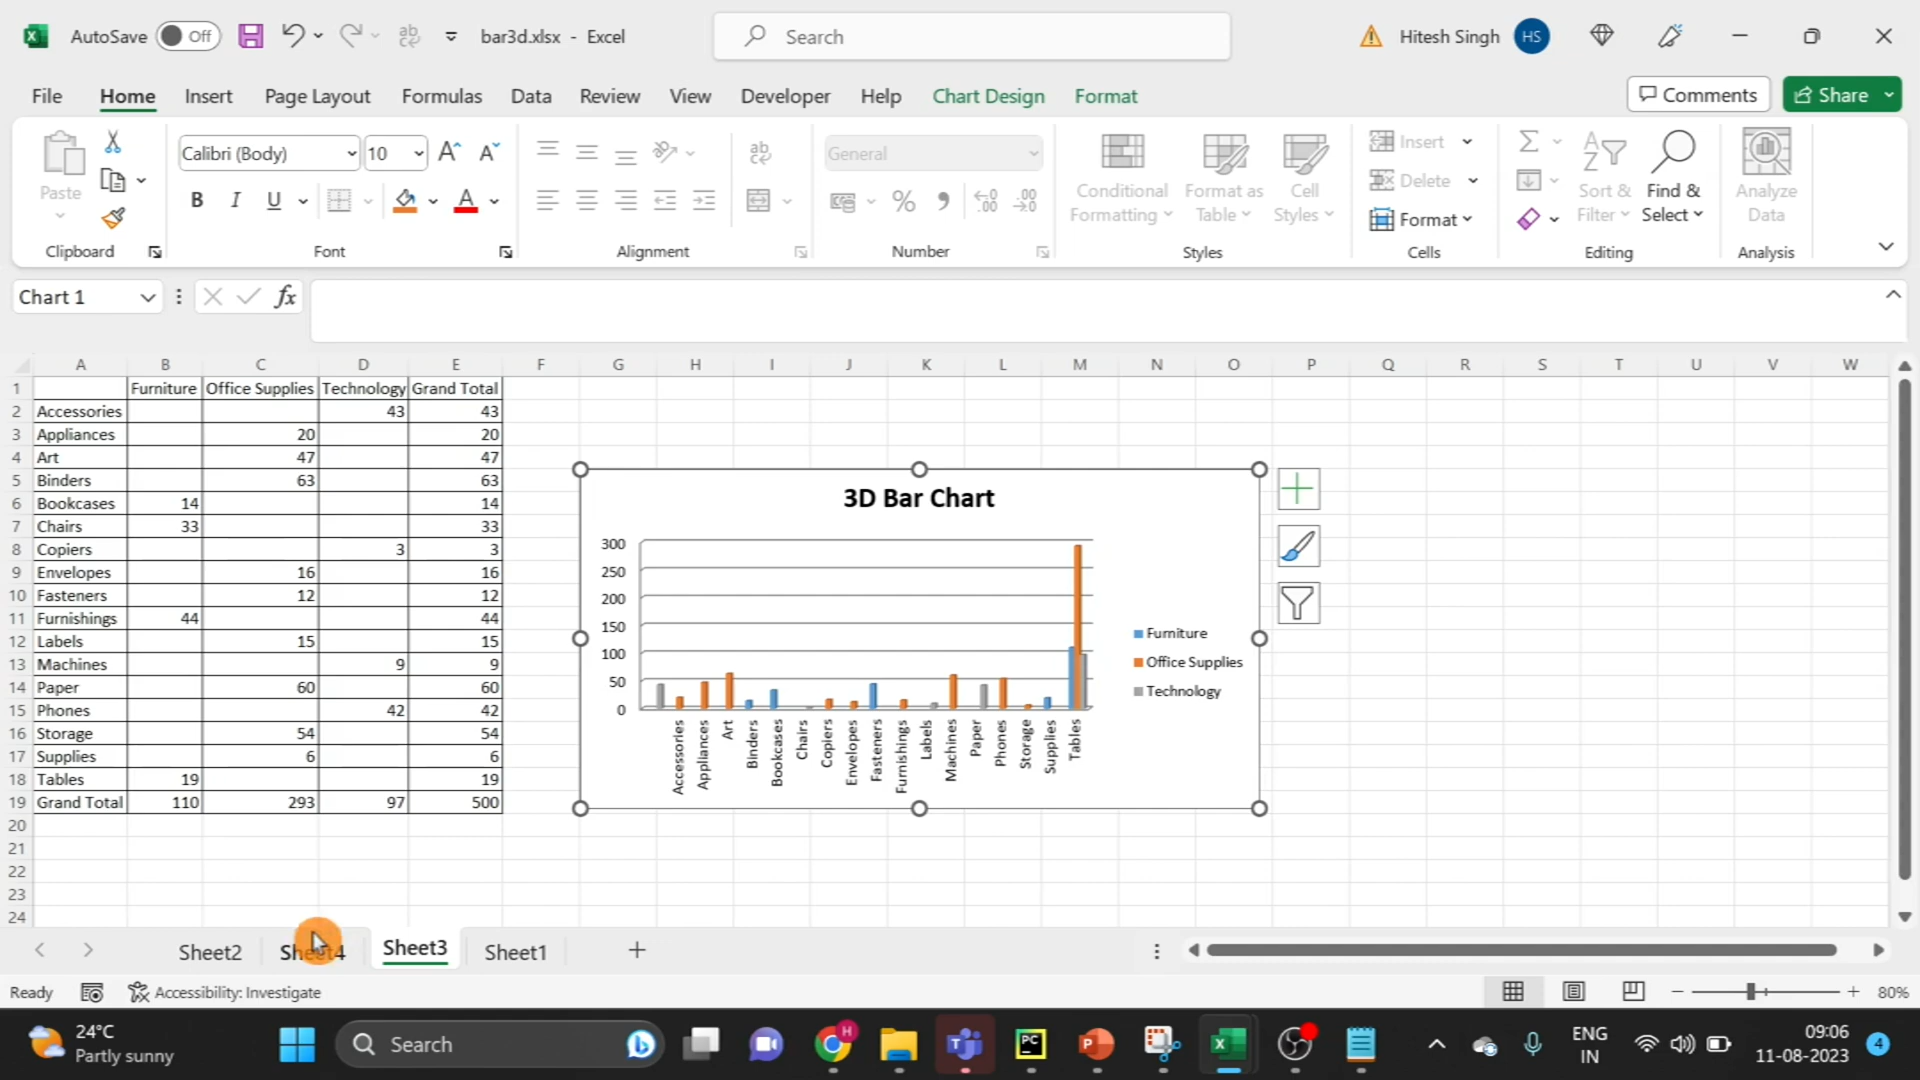 AutoSave Off bar3d.xlsx - Excel Search Hitesh Singh HS
File Home Insert Page Layout Formulas Data Review View Developer Help Chart Design Format Comments Share
Paste
Clipboard
Calibri (Body) 10
B I U
Font
Alignment
General
Number
Conditional Formatting
Format as Table
Cell Styles
Styles
Insert
Delete
Format
Cells
Sort & Filter
Find & Select
Editing
Analyze Data
Analysis
Chart 1 fx
A B C D E F G H I J K L M N O P Q R S T U V W
1 Furniture Office Supplies Technology Grand Total
2 Accessories 43 43
3 Appliances 20 20
4 Art 47 47
5 Binders 63 63
6 Bookcases 14 14
7 Chairs 33 33
8 Copiers 3 3
9 Envelopes 16 16
10 Fasteners 12 12
11 Furnishings 44 44
12 Labels 15 15
13 Machines 9 9
14 Paper 60 60
15 Phones 42 42
16 Storage 54 54
17 Supplies 6 6
18 Tables 19 19
19 Grand Total 110 293 97 500
20
21
22
23
24
3D Bar Chart
300
250
200
150
100
50
0
Accessories
Appliances
Art
Binders
Bookcases
Chairs
Copiers
Envelopes
Fasteners
Furnishings
Labels
Machines
Paper
Phones
Storage
Supplies
Tables
Furniture
Office Supplies
Technology
Sheet2 Sheet4 Sheet3 Sheet1
Ready Accessibility: Investigate 80%
24°C
Partly sunny
Search
ENG
IN
09:06
11-08-2023
4